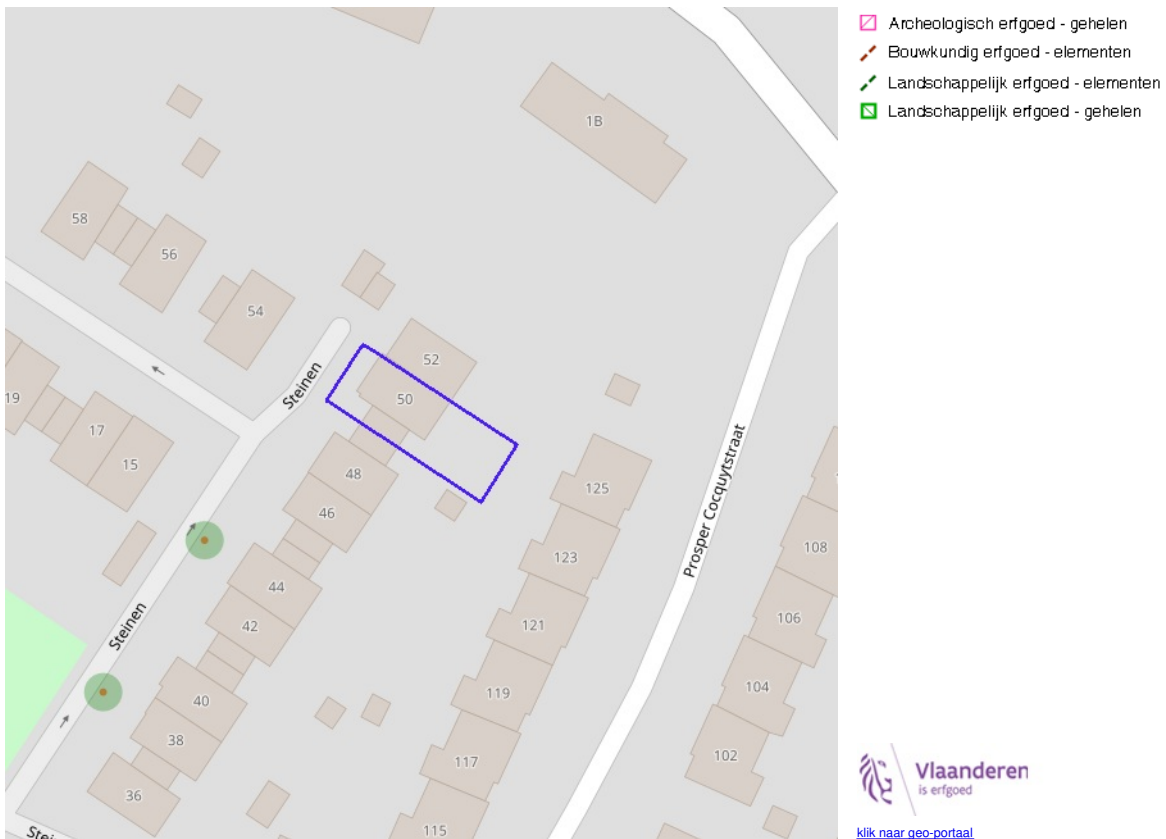 Archeologisch erfgoed - gehelen
Bouwkundig erfgoed - elementen
Landschappelijk erfgoed - elementen
Landschappelijk erfgoed - gehelen
1B
58
56
54
52
50
Steinen
19
17
15
48
46
125
Prosper Cocquytstraat
123
108
44
42
121
106
Steinen
119
104
40
38
117
102
36
115
Steinen
Vlaanderen
is erfgoed
klik naar geo-portaal